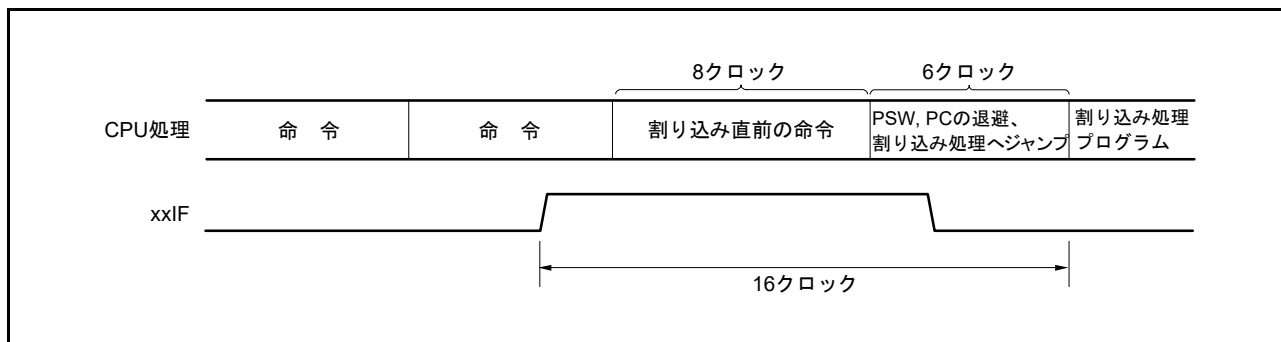 8クロック 6クロック
CPU処理 命 令 命 令 割り込み直前の命令 PSW, PCの退避、 割り込み処理へジャンプ 割り込み処理 プログラム
xxIF
16クロック